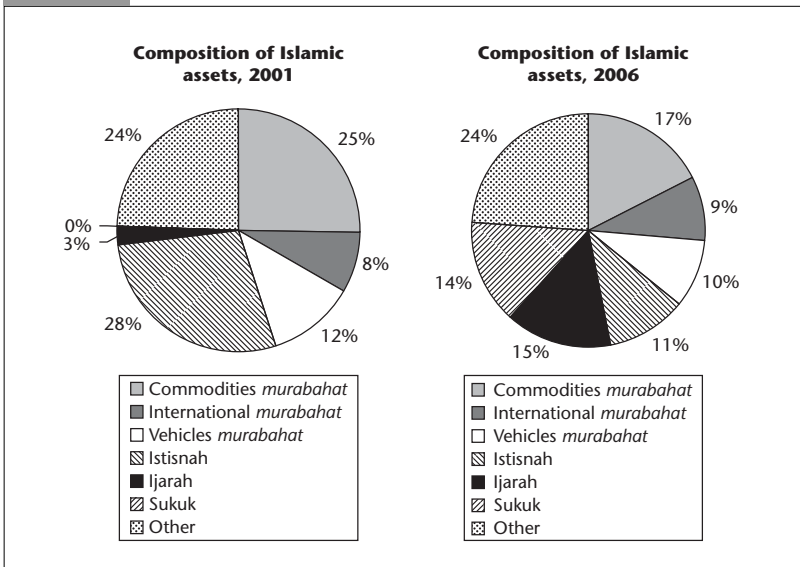 Composition of Islamic
assets, 2001
24%
25%
0%
3%
8%
28%
12%
Commodities murabahat
International murabahat
Vehicles murabahat
Istisnah
Ijarah
Sukuk
Other
Composition of Islamic
assets, 2006
24%
17%
9%
14%
10%
15%
11%
Commodities murabahat
International murabahat
Vehicles murabahat
Istisnah
Ijarah
Sukuk
Other